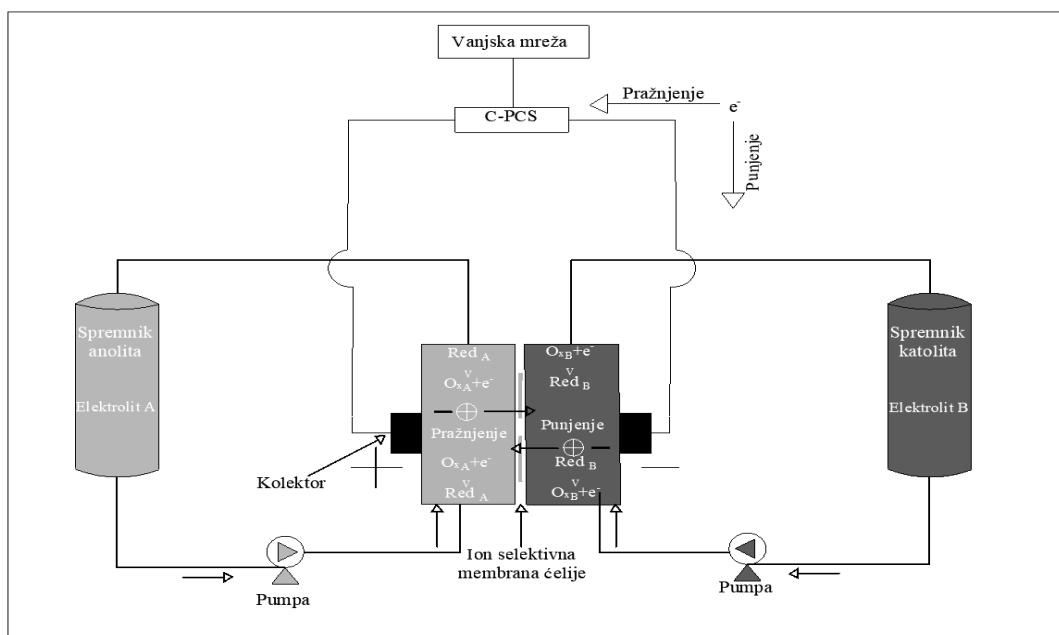 Vanjska mreža
C-PCS
Pražnjenje
e-
Punjenje
Spremnik
anolita
Elektrolit A
Red A
v
OxA+e-
Pražnjenje
OxA+e-
v
Red A
OxB+e-
v
Red B
Punjenje
Red B
v
OxB+e-
Spremnik
katolita
Elektrolit B
Kolektor
Ion selektivna
membrana ćelije
Pumpa
Pumpa